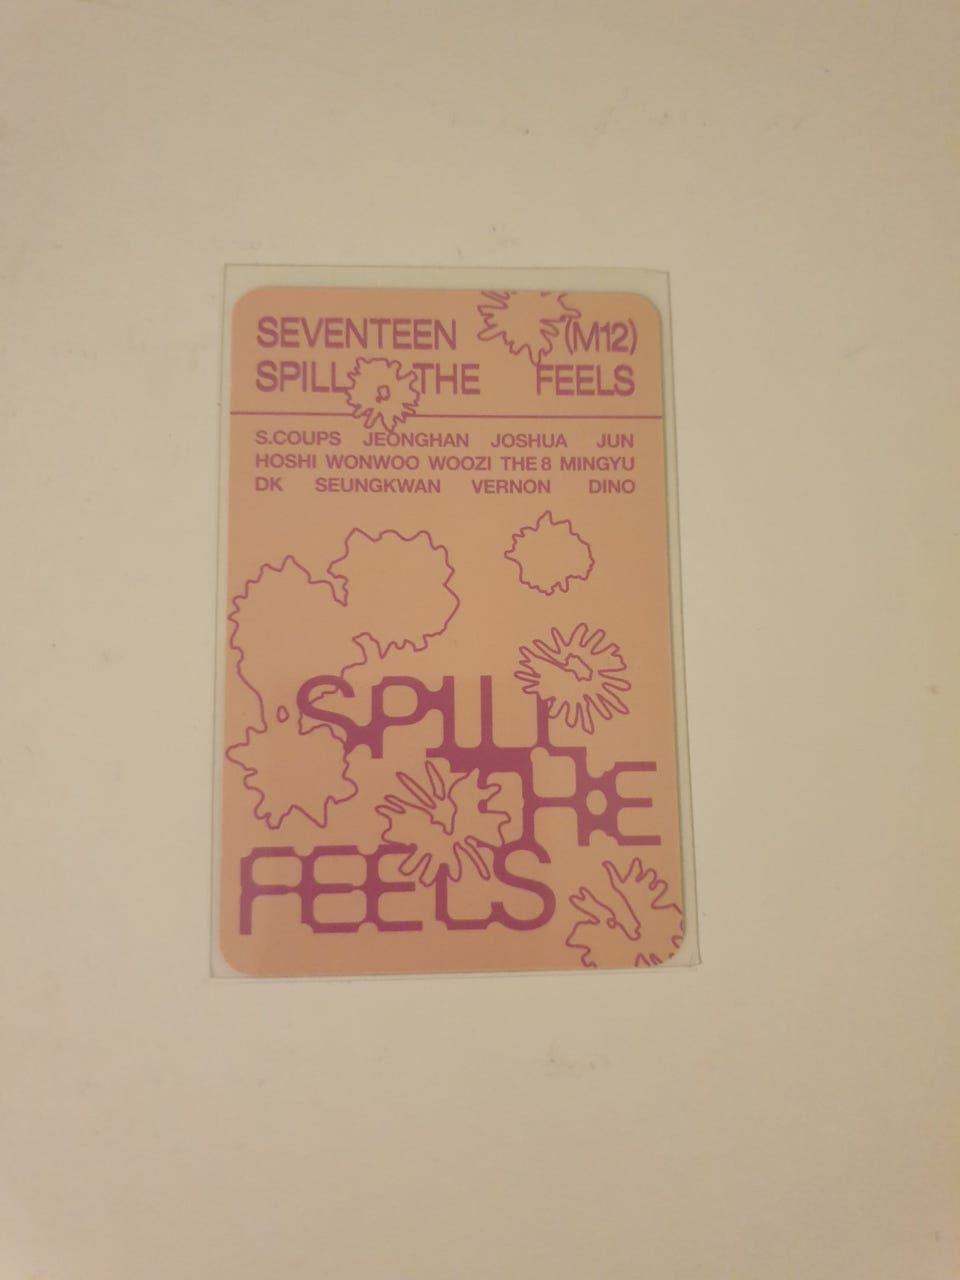 SEVENTEEN (M12)
SPILL THE FEELS
S.COUPS JEONGHAN JOSHUA JUN
HOSHI WONWOO WOOZI THE 8 MINGYU
DK SEUNGKWAN VERNON DINO
SPILL
THE
FEELS